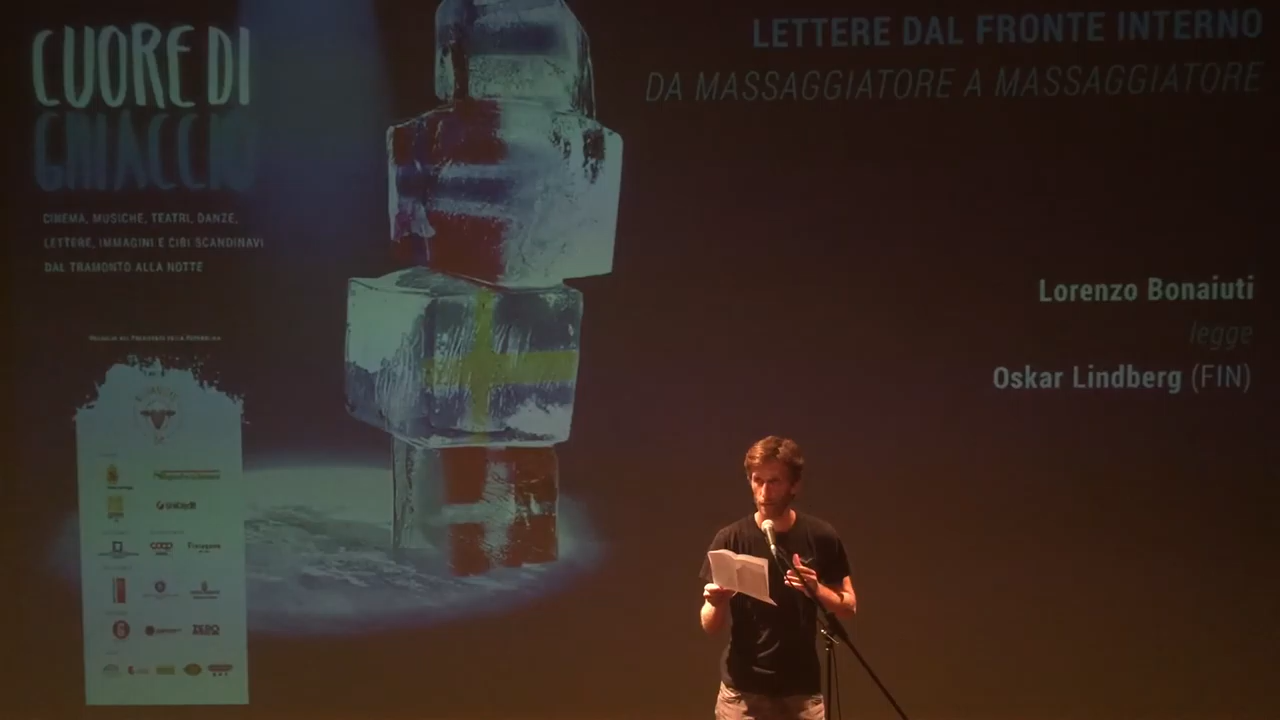 CUORE DI
GHIACCIO
CINEMA, MUSICHE, TEATRI, DANZE,
LETTERE, IMMAGINI E CIBI SCANDINAVI
DAL TRAMONTO ALLA NOTTE
LETTERE DAL FRONTE INTERNO
DA MASSAGGIATORE A MASSAGGIATORE
Lorenzo Bonaiuti
legge
Oskar Lindberg (FIN)
coop